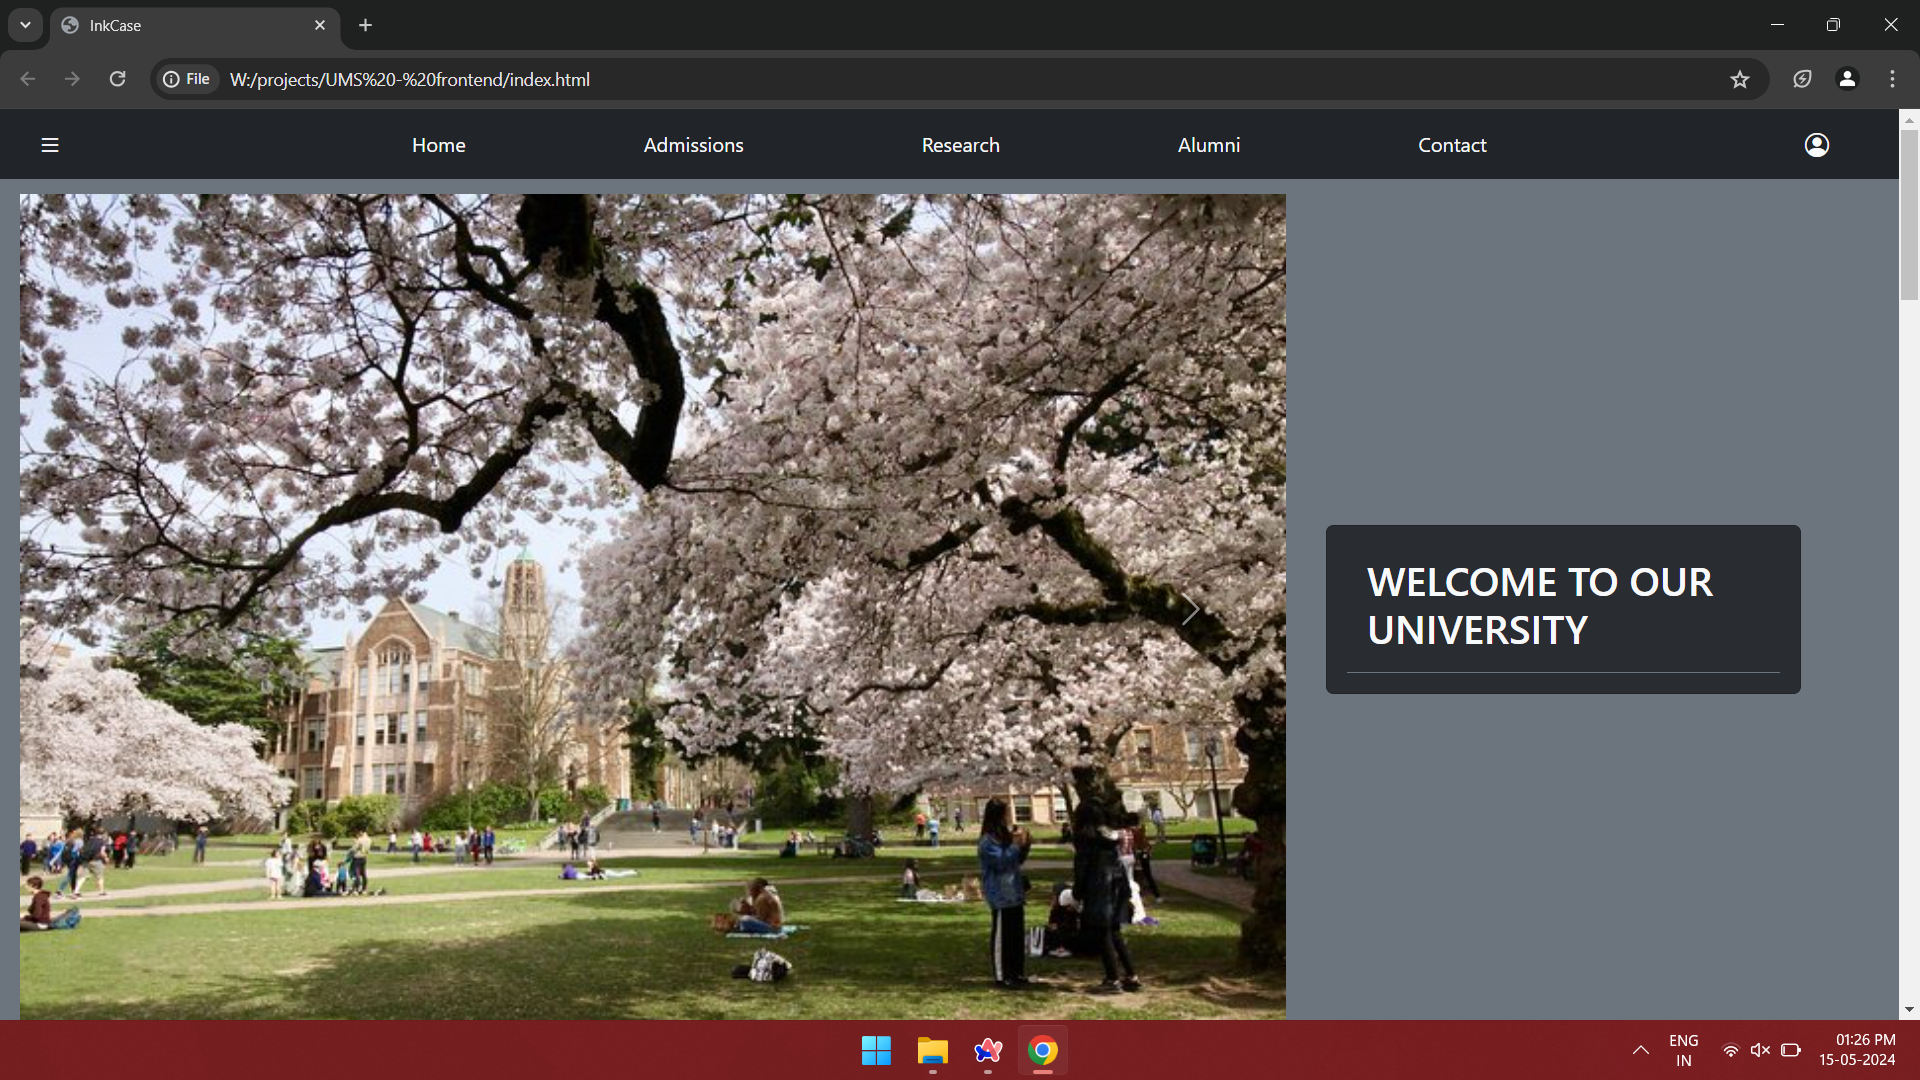 InkCase
File
W:/projects/UMS%20-%20frontend/index.html
Home
Admissions
Research
Alumni
Contact
WELCOME TO OUR
UNIVERSITY
ENG
IN
01:26 PM
15-05-2024